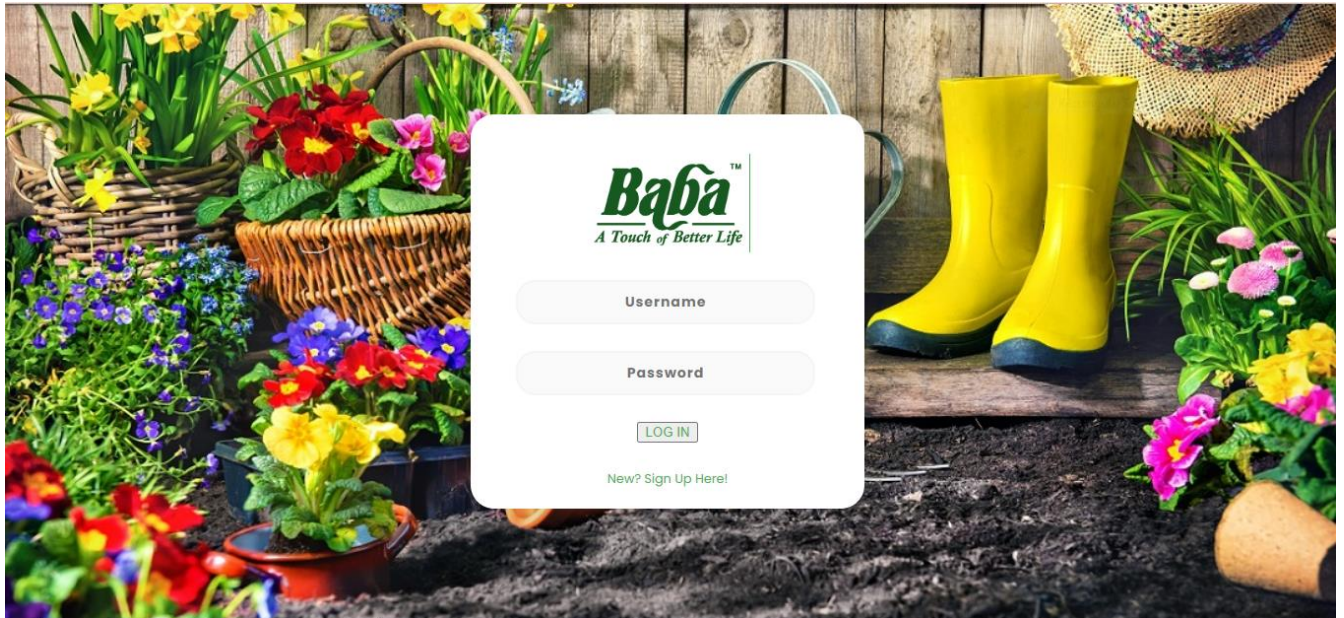 Baba™
A Touch of Better Life
Username
Password
LOG IN
New? Sign Up Here!